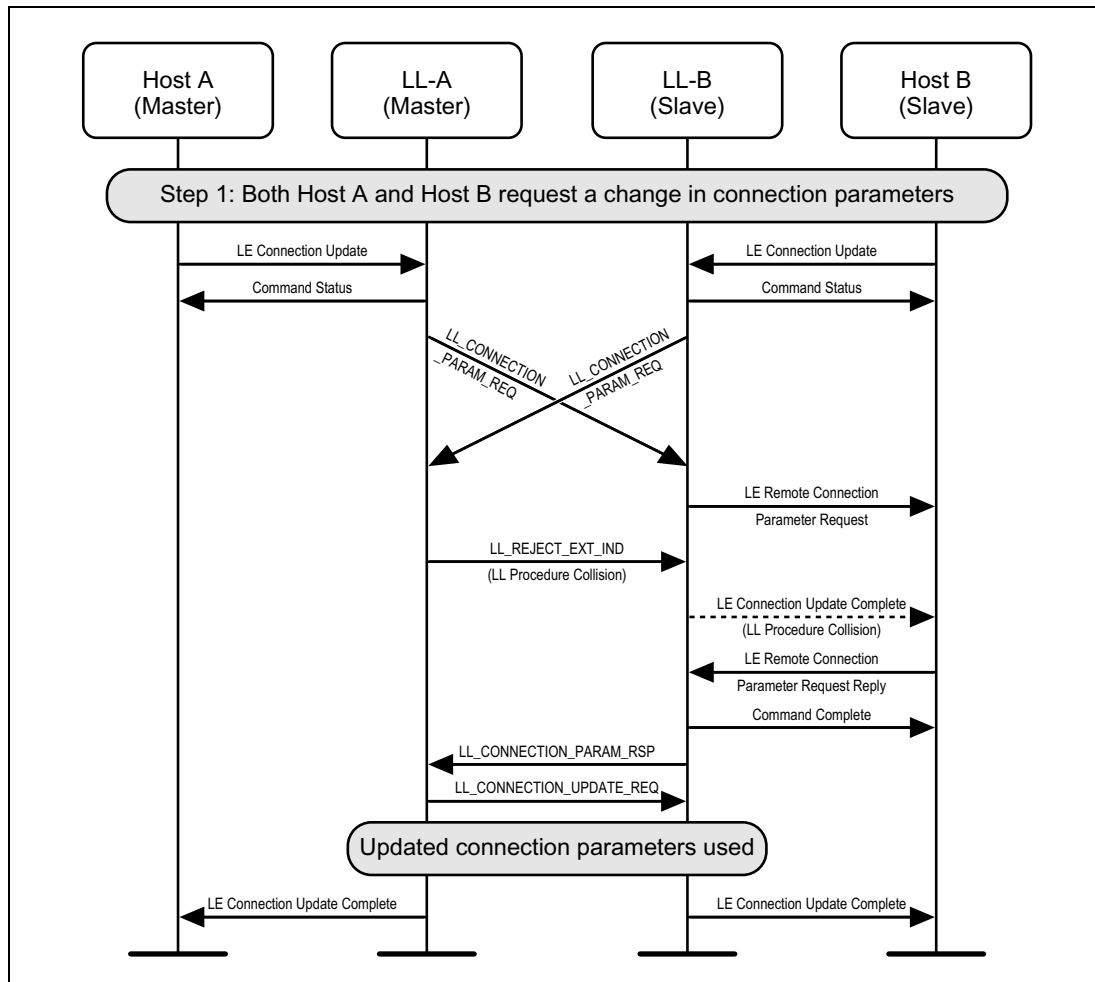 Host A
(Master)
LL-A
(Master)
LL-B
(Slave)
Host B
(Slave)
Step 1: Both Host A and Host B request a change in connection parameters
LE Connection Update
LE Connection Update
Command Status
Command Status
LL_CONNECTION
_PARAM_REQ
LL_CONNECTION
_PARAM_REQ
LE Remote Connection
Parameter Request
LL_REJECT_EXT_IND
(LL Procedure Collision)
LE Connection Update Complete
(LL Procedure Collision)
LE Remote Connection
Parameter Request Reply
Command Complete
LL_CONNECTION_PARAM_RSP
LL_CONNECTION_UPDATE_REQ
Updated connection parameters used
LE Connection Update Complete
LE Connection Update Complete